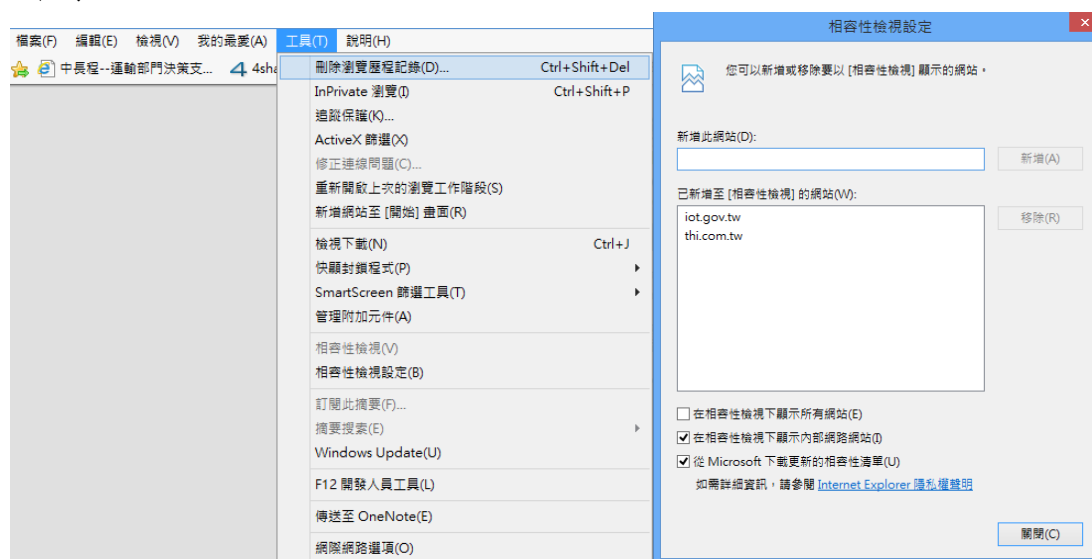 檔案(F) 編輯(E) 檢視(V) 我的最愛(A) 工具(T) 說明(H)
中長程--運輸部門決策支... 4sha
刪除瀏覽歷程記錄(D)... Ctrl+Shift+Del
InPrivate 瀏覽(I) Ctrl+Shift+P
追蹤保護(K)...
ActiveX 篩選(X)
修正連線問題(C)...
重新開啟上次的瀏覽工作階段(S)
新增網站至 [開始] 畫面(R)
檢視下載(N) Ctrl+J
快顯封鎖程式(P)
SmartScreen 篩選工具(T)
管理附加元件(A)
相容性檢視(V)
相容性檢視設定(B)
訂閱此摘要(F)...
摘要搜索(E)
Windows Update(U)
F12 開發人員工具(L)
傳送至 OneNote(E)
網際網路選項(O)
相容性檢視設定
您可以新增或移除要以 [相容性檢視] 顯示的網站。
新增此網站(D):
新增(A)
已新增至 [相容性檢視] 的網站(W):
iot.gov.tw
thi.com.tw
移除(R)
在相容性檢視下顯示所有網站(E)
在相容性檢視下顯示內部網路網站(I)
從 Microsoft 下載更新的相容性清單(U)
如需詳細資訊，請參閱 Internet Explorer 隱私權聲明
關閉(C)